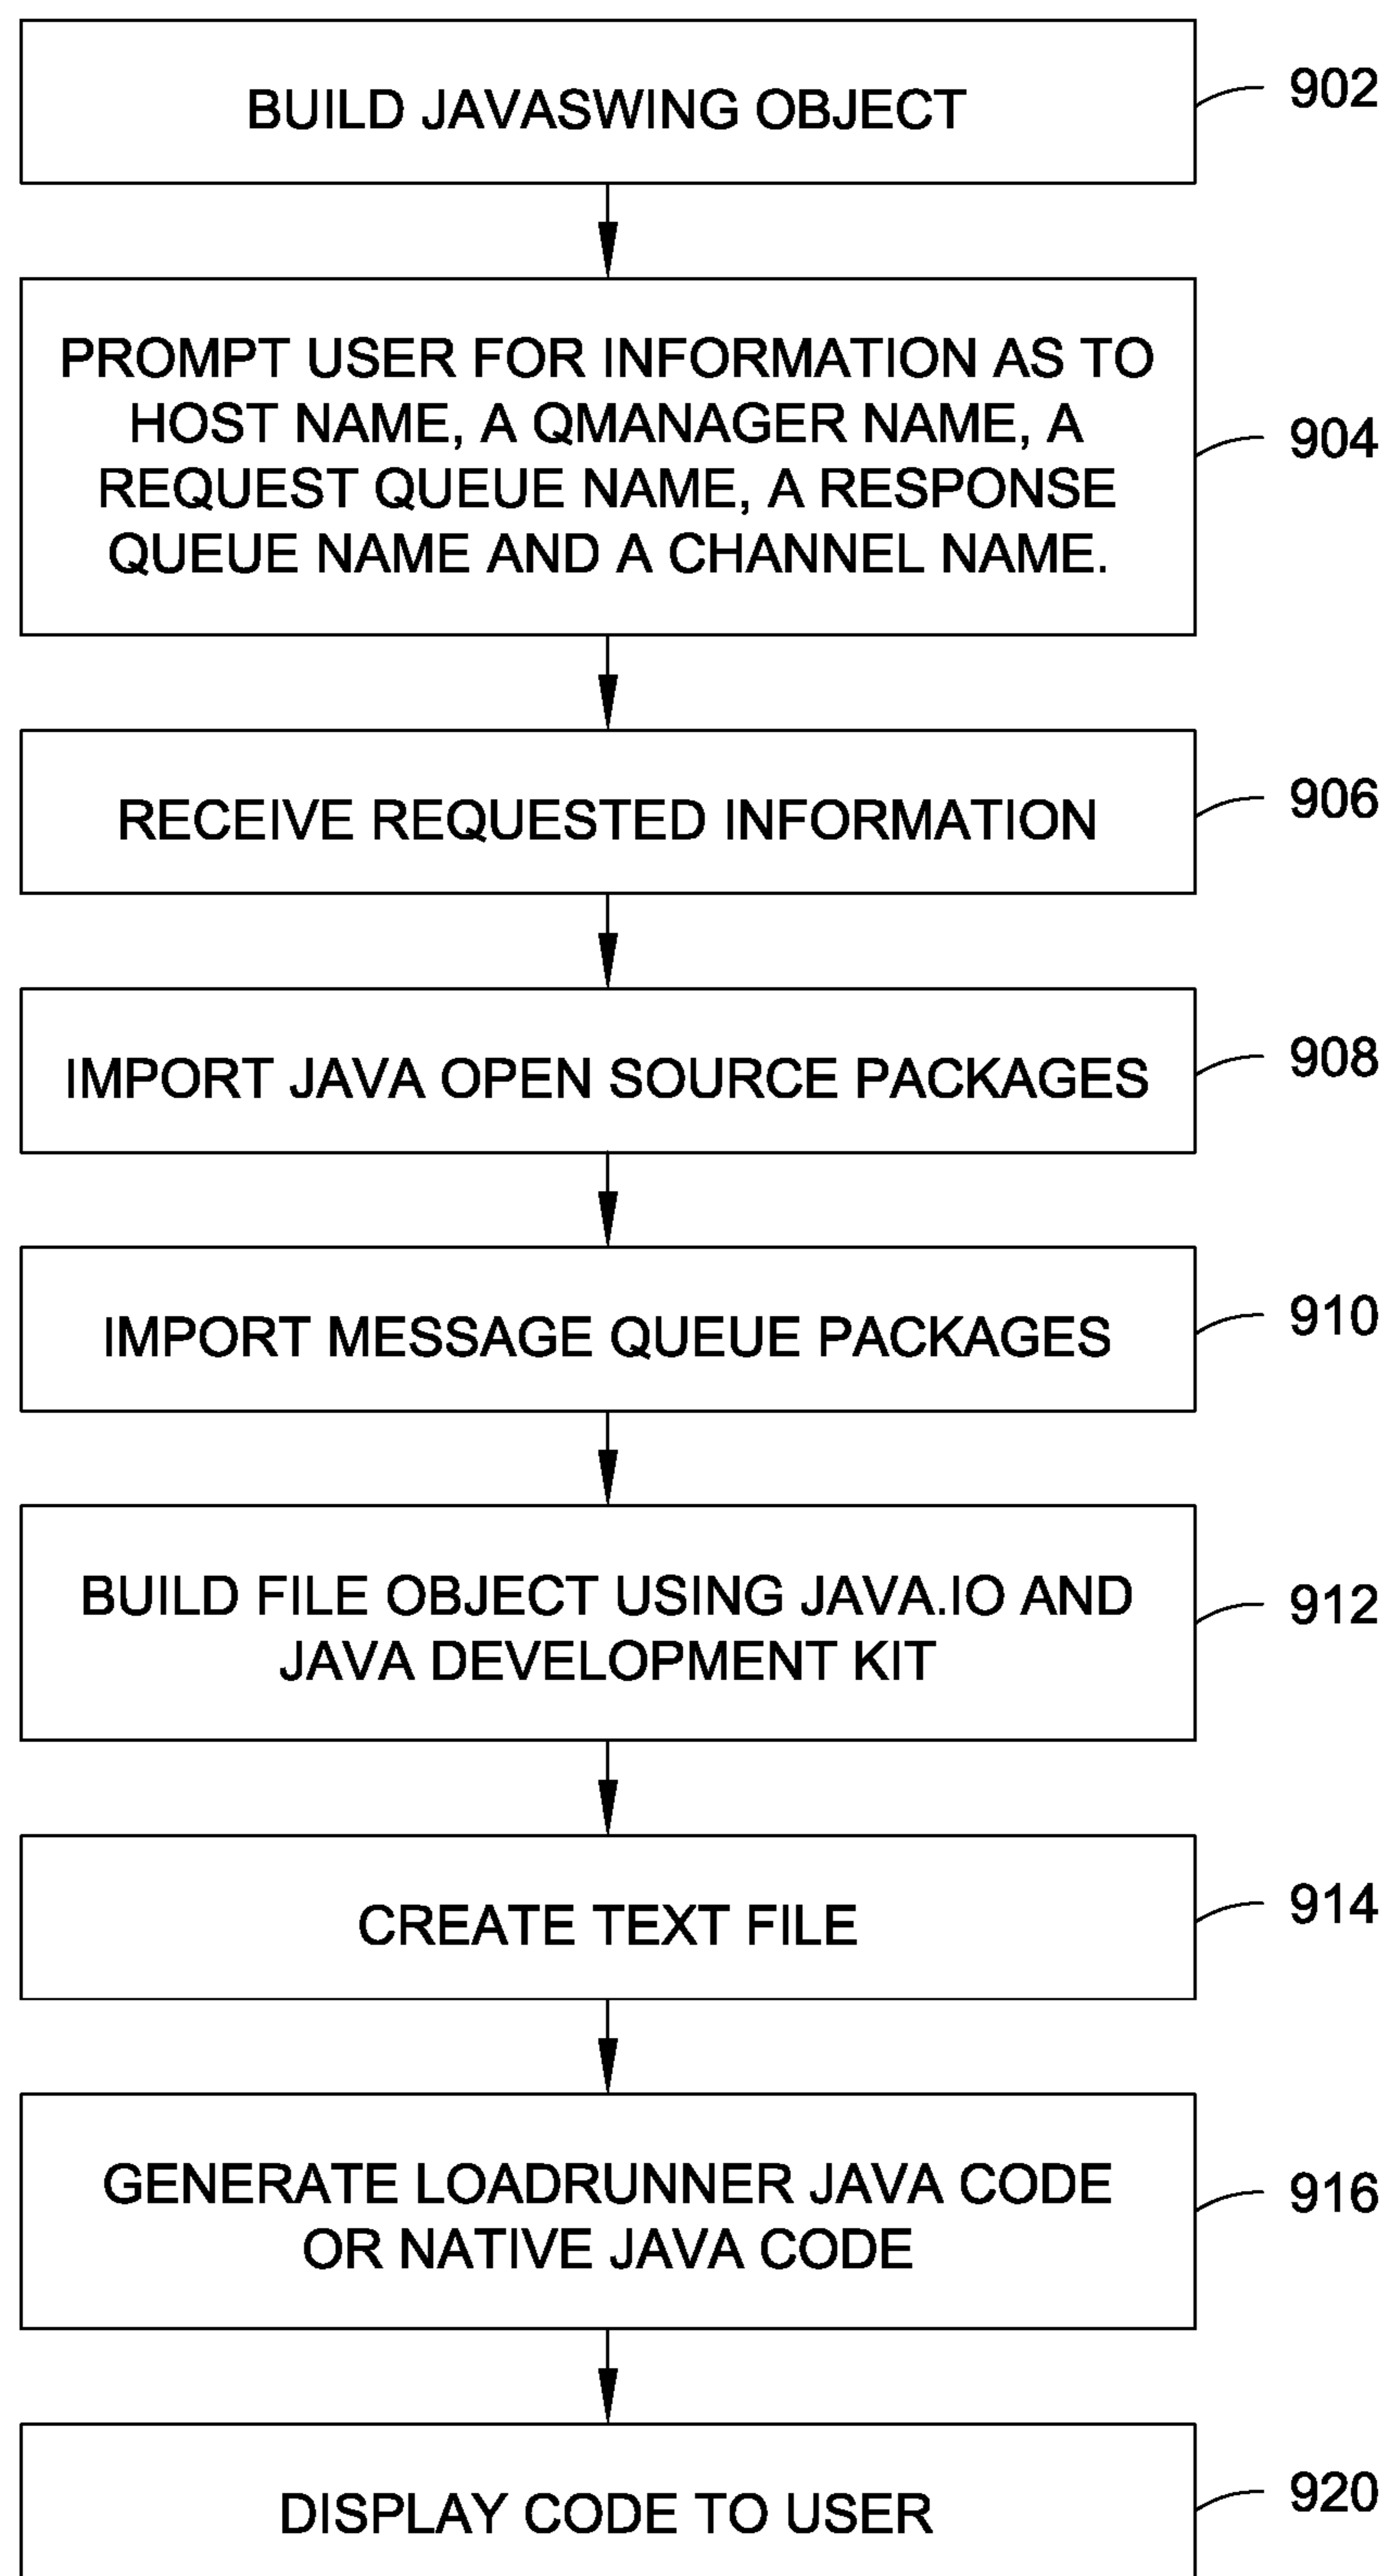 BUILD JAVASWING OBJECT
902
PROMPT USER FOR INFORMATION AS TO
HOST NAME, A QMANAGER NAME, A
REQUEST QUEUE NAME, A RESPONSE
QUEUE NAME AND A CHANNEL NAME.
904
RECEIVE REQUESTED INFORMATION
906
IMPORT JAVA OPEN SOURCE PACKAGES
908
IMPORT MESSAGE QUEUE PACKAGES
910
BUILD FILE OBJECT USING JAVA.IO AND
JAVA DEVELOPMENT KIT
912
CREATE TEXT FILE
914
GENERATE LOADRUNNER JAVA CODE
OR NATIVE JAVA CODE
916
DISPLAY CODE TO USER
920